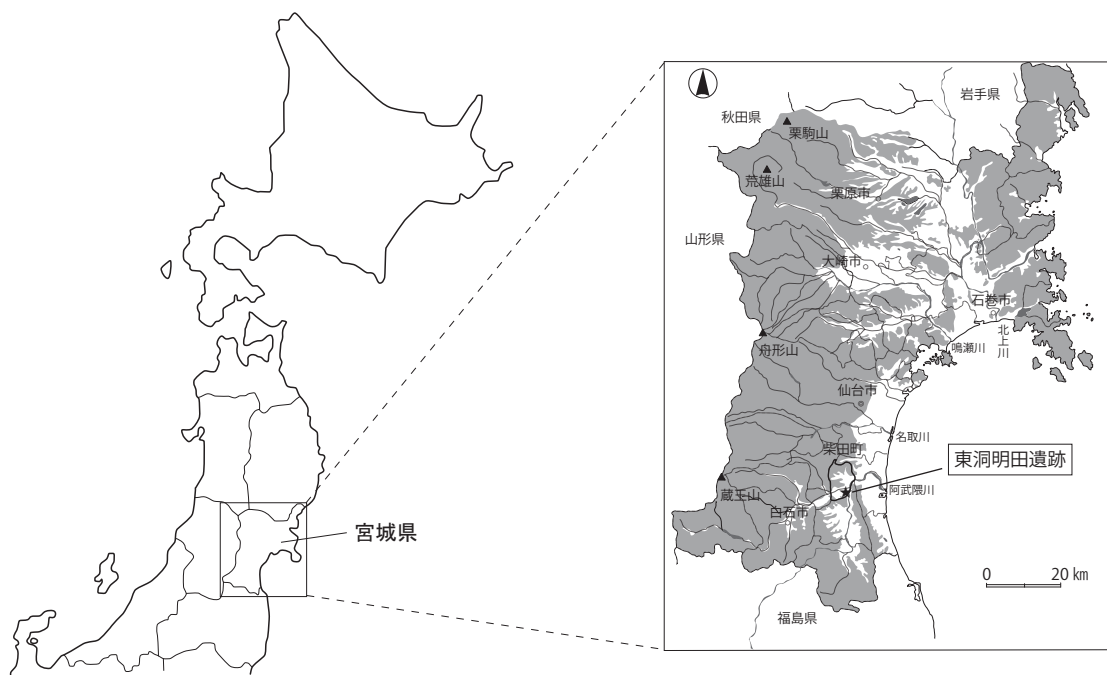 宮城県
岩手県
秋田県
栗駒山
荒雄山
栗原市
山形県
大崎市
石巻市
北上川
鳴瀬川
舟形山
仙台市
名取川
柴田町
東洞明田遺跡
蔵王山
阿武隈川
白石市
0 20 km
福島県